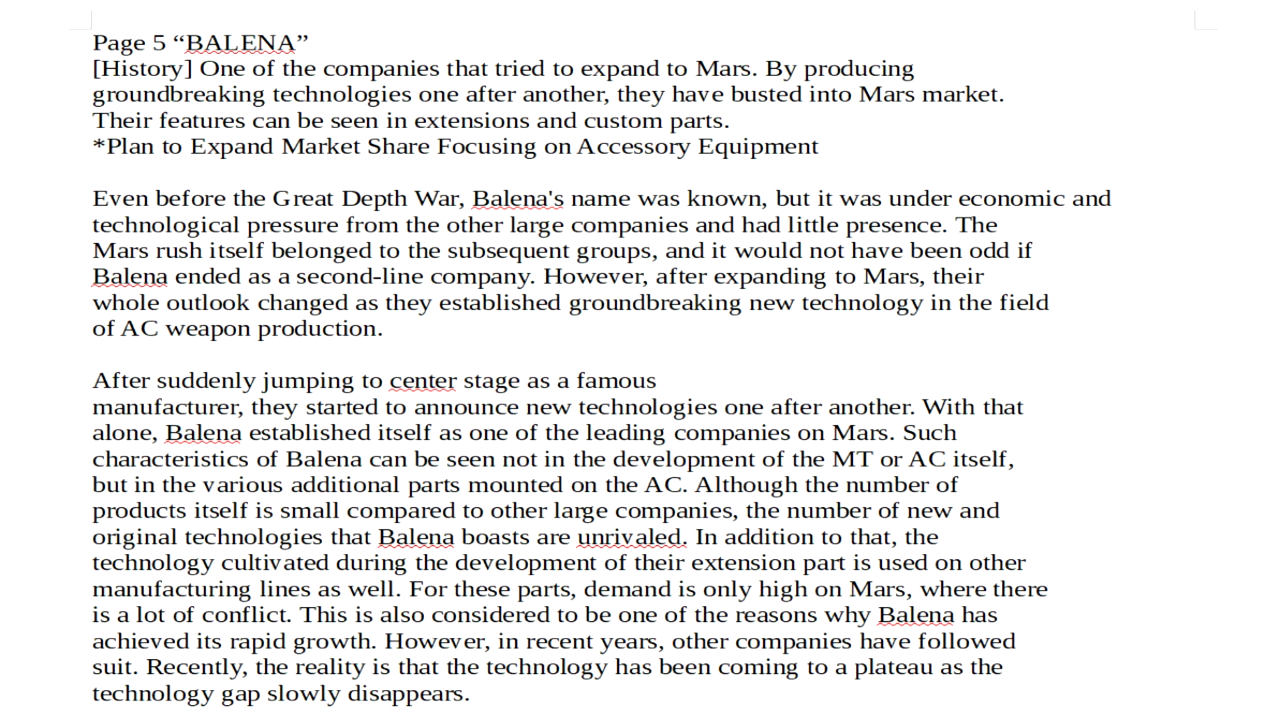 Page 5 “BALENA”
[History] One of the companies that tried to expand to Mars. By producing
groundbreaking technologies one after another, they have busted into Mars market.
Their features can be seen in extensions and custom parts.
*Plan to Expand Market Share Focusing on Accessory Equipment
Even before the Great Depth War, Balena's name was known, but it was under economic and
technological pressure from the other large companies and had little presence. The
Mars rush itself belonged to the subsequent groups, and it would not have been odd if
Balena ended as a second-line company. However, after expanding to Mars, their
whole outlook changed as they established groundbreaking new technology in the field
of AC weapon production.
After suddenly jumping to center stage as a famous
manufacturer, they started to announce new technologies one after another. With that
alone, Balena established itself as one of the leading companies on Mars. Such
characteristics of Balena can be seen not in the development of the MT or AC itself,
but in the various additional parts mounted on the AC. Although the number of
products itself is small compared to other large companies, the number of new and
original technologies that Balena boasts are unrivaled. In addition to that, the
technology cultivated during the development of their extension part is used on other
manufacturing lines as well. For these parts, demand is only high on Mars, where there
is a lot of conflict. This is also considered to be one of the reasons why Balena has
achieved its rapid growth. However, in recent years, other companies have followed
suit. Recently, the reality is that the technology has been coming to a plateau as the
technology gap slowly disappears.